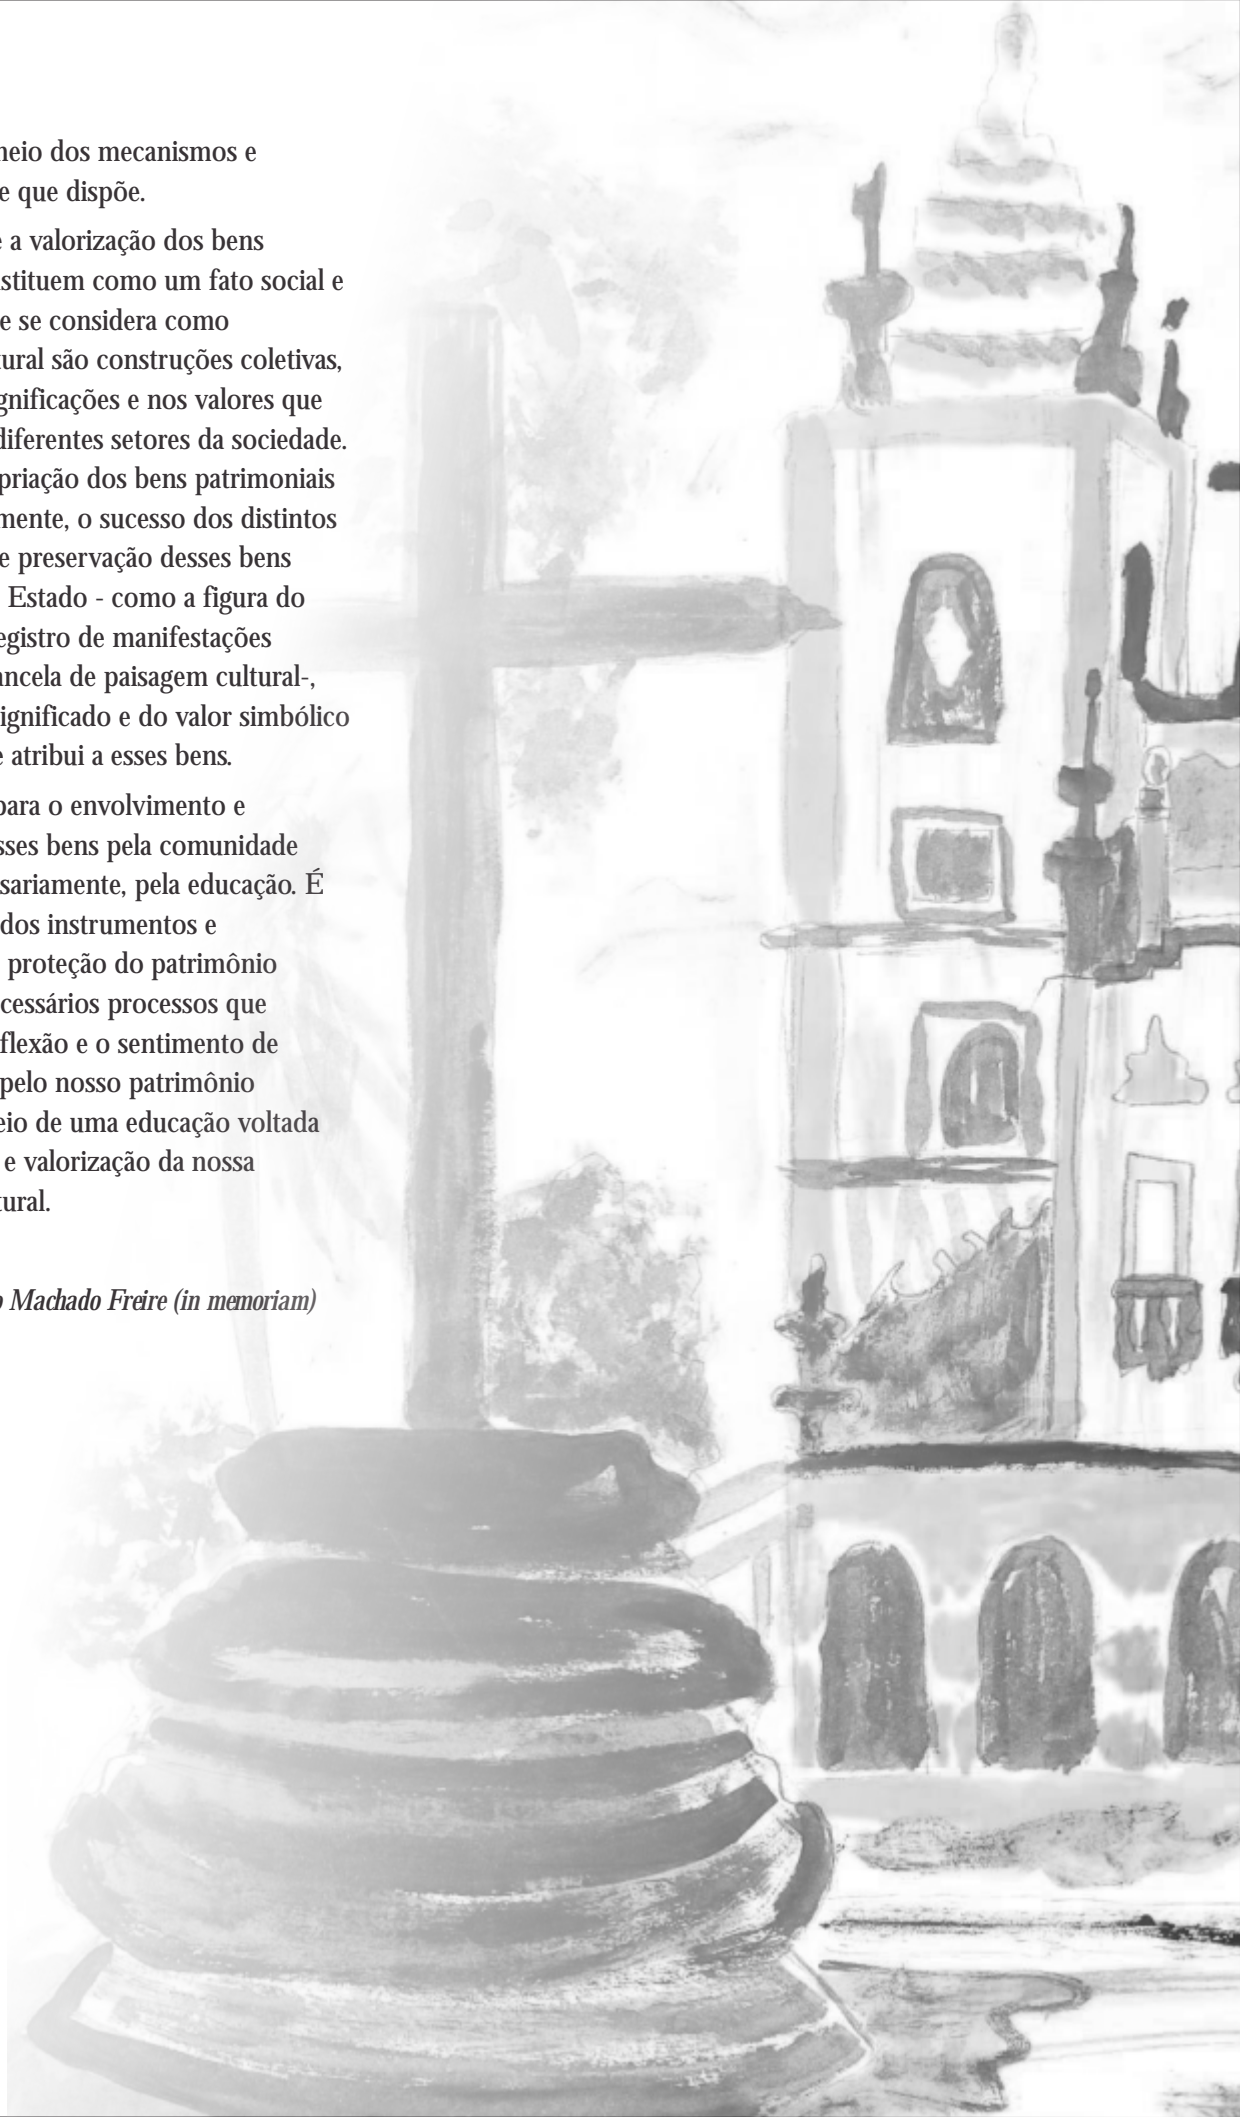 neio dos mecanismos e
e que dispõe.
e a valorização dos bens
stituem como um fato social e
e se considera como
tural são construções coletivas,
gnificações e nos valores que
diferentes setores da sociedade.
priação dos bens patrimoniais
mente, o sucesso dos distintos
e preservação desses bens
Estado - como a figura do
egistro de manifestações
ancela de paisagem cultural-,
ignificado e do valor simbólico
e atribui a esses bens.
para o envolvimento e
sses bens pela comunidade
sariamente, pela educação. É
dos instrumentos e
proteção do patrimônio
cessários processos que
flexão e o sentimento de
pelo nosso patrimônio
eio de uma educação voltada
e valorização da nossa
tural.
o Machado Freire (in memoriam)